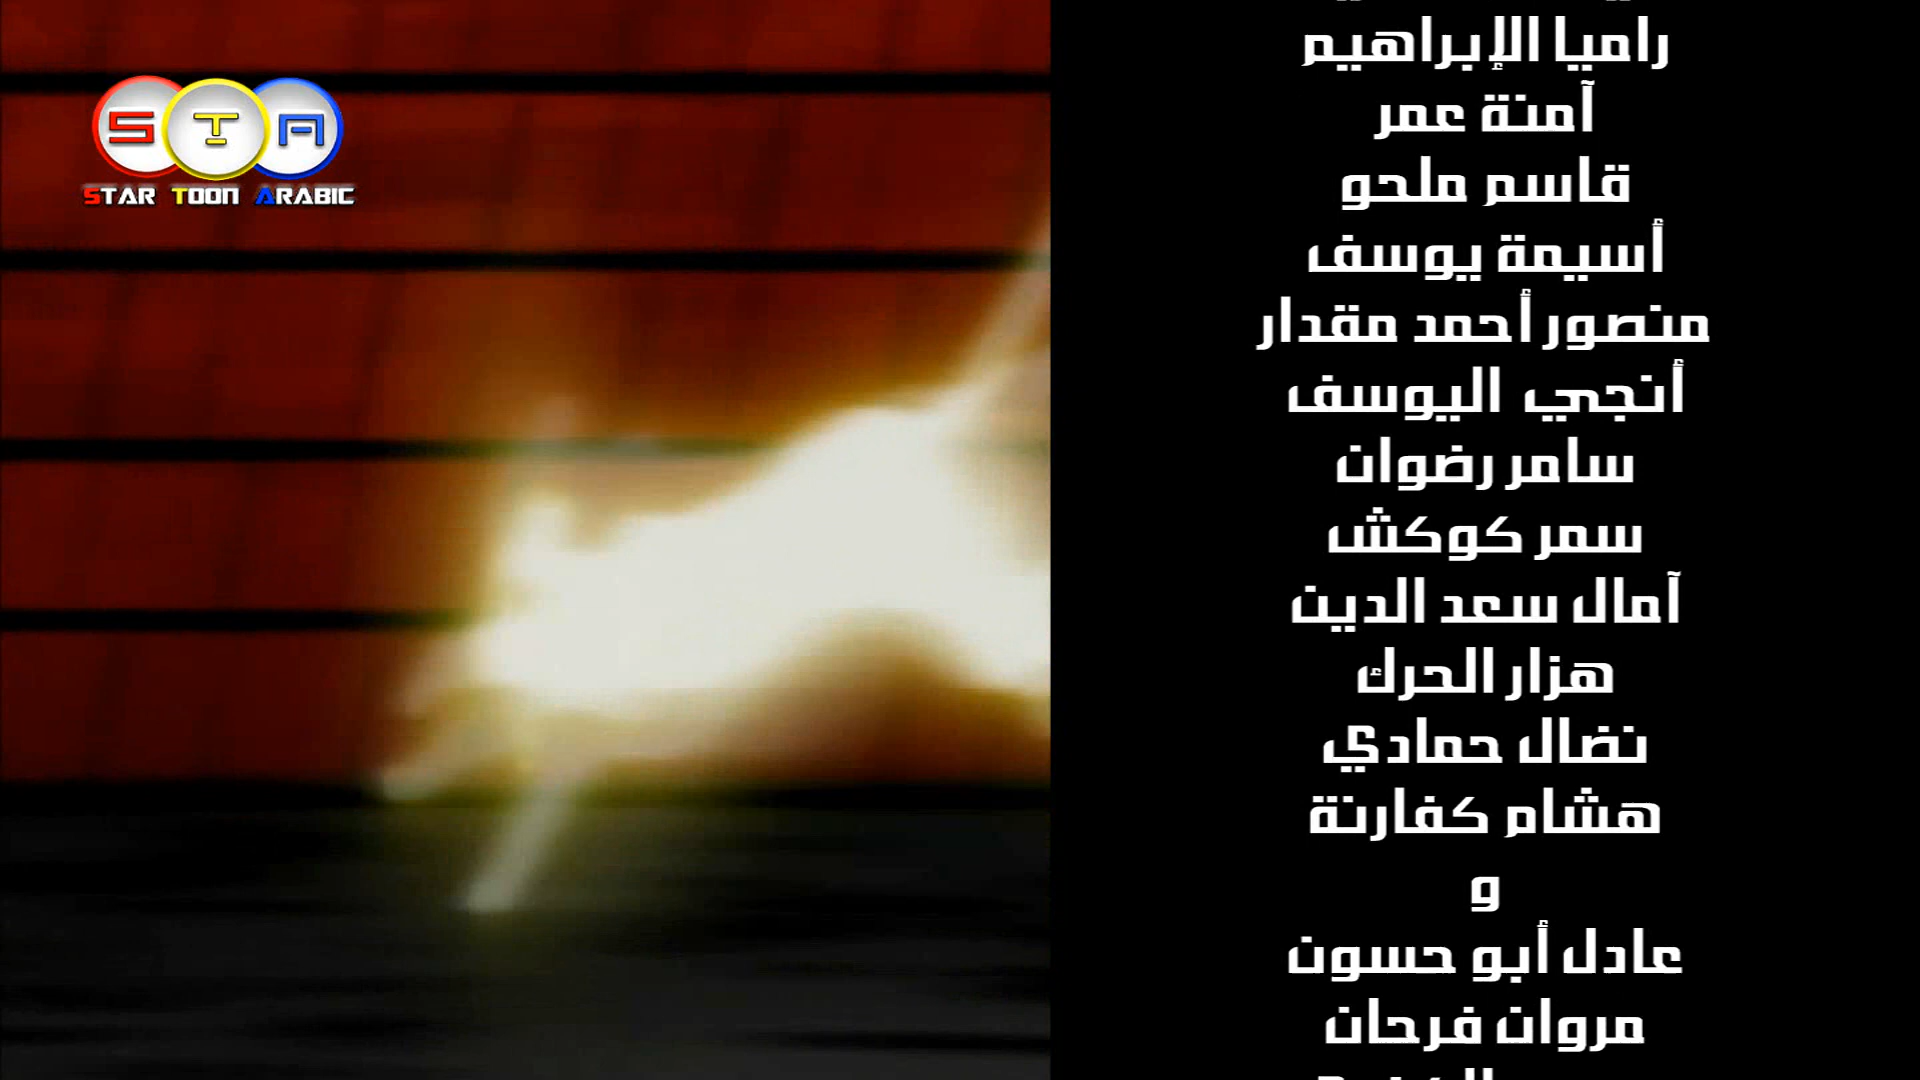 STA
STAR TOON ARABIC
راميا الإبراهيم
آمنة عمر
قاسم ملحو
أسيمة يوسف
منصور أحمد مقدار
أنجي اليوسف
سامر رضوان
سمر كوكش
آمال سعد الدين
هزار الحرك
نضال حمادي
هشام كفارنة
و
عادل أبو حسون
مروان فرحان